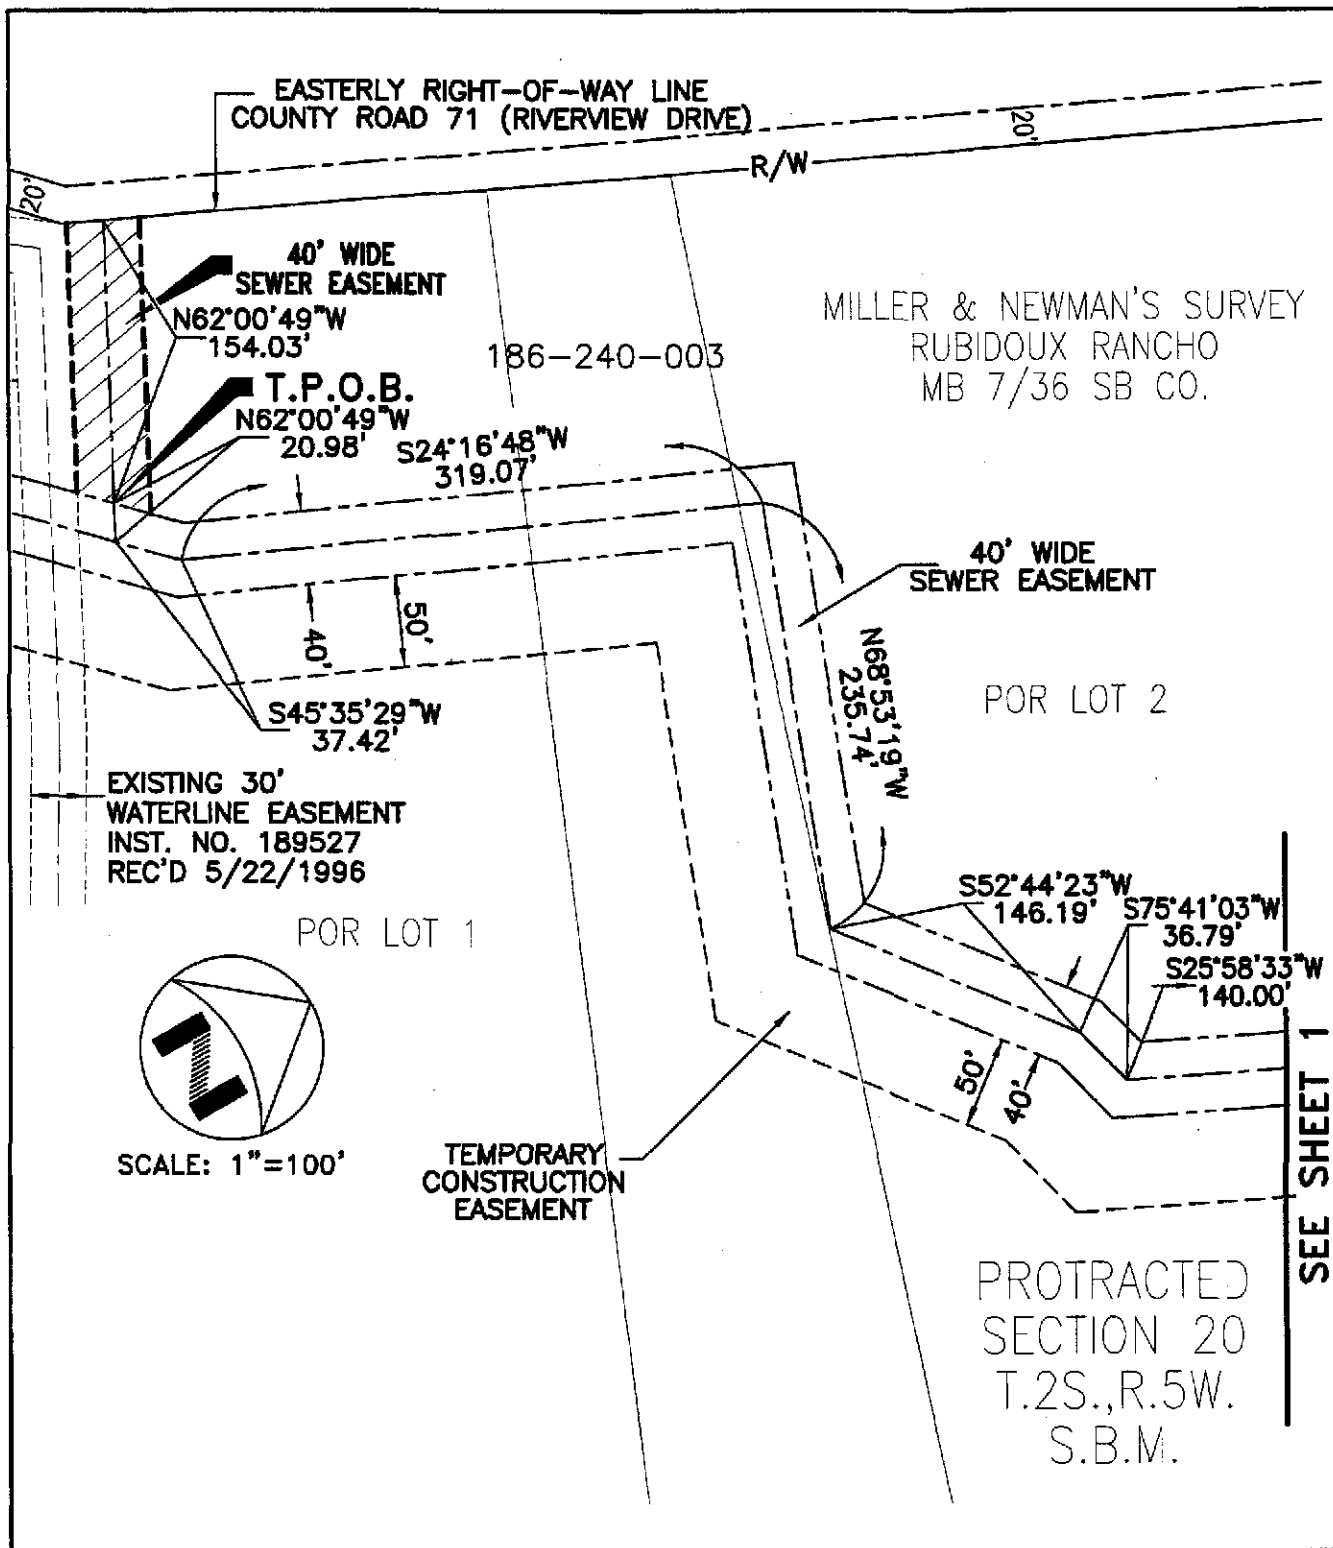 EASTERLY RIGHT-OF-WAY LINE
COUNTY ROAD 71 (RIVERVIEW DRIVE)
20'
R/W
20'
40' WIDE
SEWER EASEMENT
N62°00'49"W
154.03'
MILLER & NEWMAN'S SURVEY
RUBIDOUX RANCHO
MB 7/36 SB CO.
186-240-003
T.P.O.B.
N62°00'49"W
20.98'
S24°16'48"W
319.07'
40' WIDE
SEWER EASEMENT
40'
50'
N68°53'19"W
235.74'
S45°35'29"W
37.42'
POR LOT 2
EXISTING 30'
WATERLINE EASEMENT
INST. NO. 189527
REC'D 5/22/1996
POR LOT 1
S52°44'23"W
146.19'
S75°41'03"W
36.79'
S25°58'33"W
140.00'
50'
40'
N
SCALE: 1"=100'
TEMPORARY
CONSTRUCTION
EASEMENT
SEE SHEET 1
PROTRACTED
SECTION 20
T.2S.,R.5W.
S.B.M.